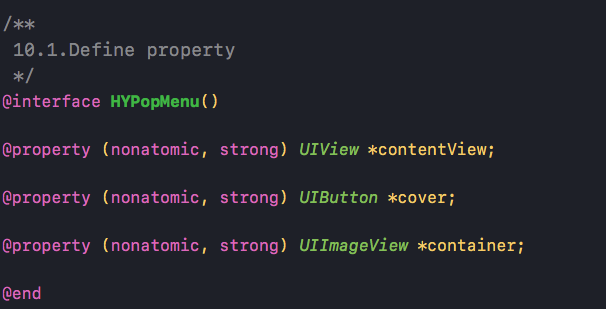 /**
10.1.Define property
*/
@interface HYPopMenu()
@property (nonatomic, strong) UIView *contentView;
@property (nonatomic, strong) UIButton *cover;
@property (nonatomic, strong) UIImageView *container;
@end